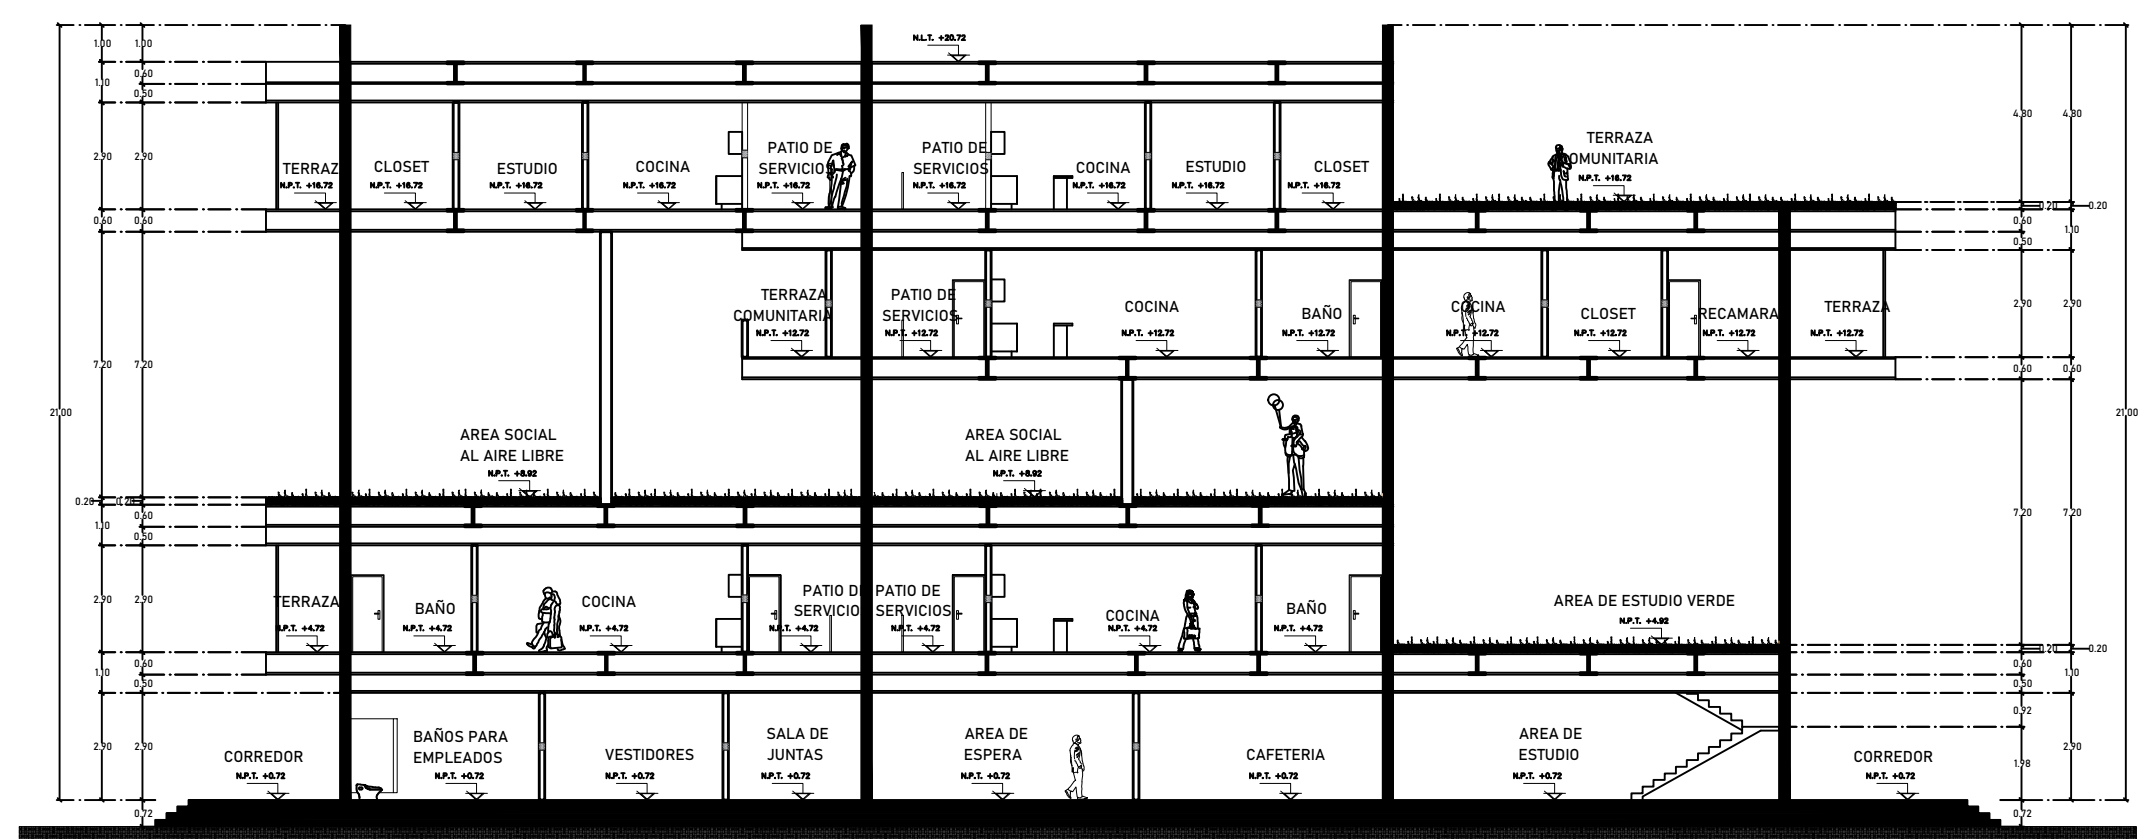 N.L.T. +20.72
1.00 1.00
0.60
1.10
0.50
2.90 2.90
4.80 4.80
TERRAZ
N.P.T. +16.72
CLOSET
N.P.T. +16.72
ESTUDIO
N.P.T. +16.72
COCINA
N.P.T. +16.72
PATIO DE
SERVICIOS
N.P.T. +16.72
PATIO DE
SERVICIOS
N.P.T. +16.72
COCINA
N.P.T. +16.72
ESTUDIO
N.P.T. +16.72
CLOSET
N.P.T. +16.72
TERRAZA
OMUNITARIA
N.P.T. +16.72
0.60 0.60
0.20 0.20
0.60
1.10
0.50
TERRAZA
COMUNITARIA
N.P.T. +12.72
PATIO DE
SERVICIOS
N.P.T. +12.72
COCINA
N.P.T. +12.72
BAÑO
N.P.T. +12.72
COCINA
N.P.T. +12.72
CLOSET
N.P.T. +12.72
RECAMARA
N.P.T. +12.72
TERRAZA
N.P.T. +12.72
2.90 2.90
0.60 0.60
7.20 7.20
21.00
21.00
AREA SOCIAL
AL AIRE LIBRE
N.P.T. +8.92
AREA SOCIAL
AL AIRE LIBRE
N.P.T. +8.92
0.20 0.20
0.60
1.10
0.50
7.20 7.20
2.90 2.90
TERRAZA
N.P.T. +4.72
BAÑO
N.P.T. +4.72
COCINA
N.P.T. +4.72
PATIO DE
SERVICIO
N.P.T. +4.72
PATIO DE
SERVICIOS
N.P.T. +4.72
COCINA
N.P.T. +4.72
BAÑO
N.P.T. +4.72
AREA DE ESTUDIO VERDE
N.P.T. +4.92
0.60
1.10
0.50
0.20 0.20
0.60
1.10
0.50
0.92
2.90 2.90
2.90
1.98
CORREDOR
N.P.T. +0.72
BAÑOS PARA
EMPLEADOS
N.P.T. +0.72
VESTIDORES
N.P.T. +0.72
SALA DE
JUNTAS
N.P.T. +0.72
AREA DE
ESPERA
N.P.T. +0.72
CAFETERIA
N.P.T. +0.72
AREA DE
ESTUDIO
N.P.T. +0.72
CORREDOR
N.P.T. +0.72
0.72
0.72